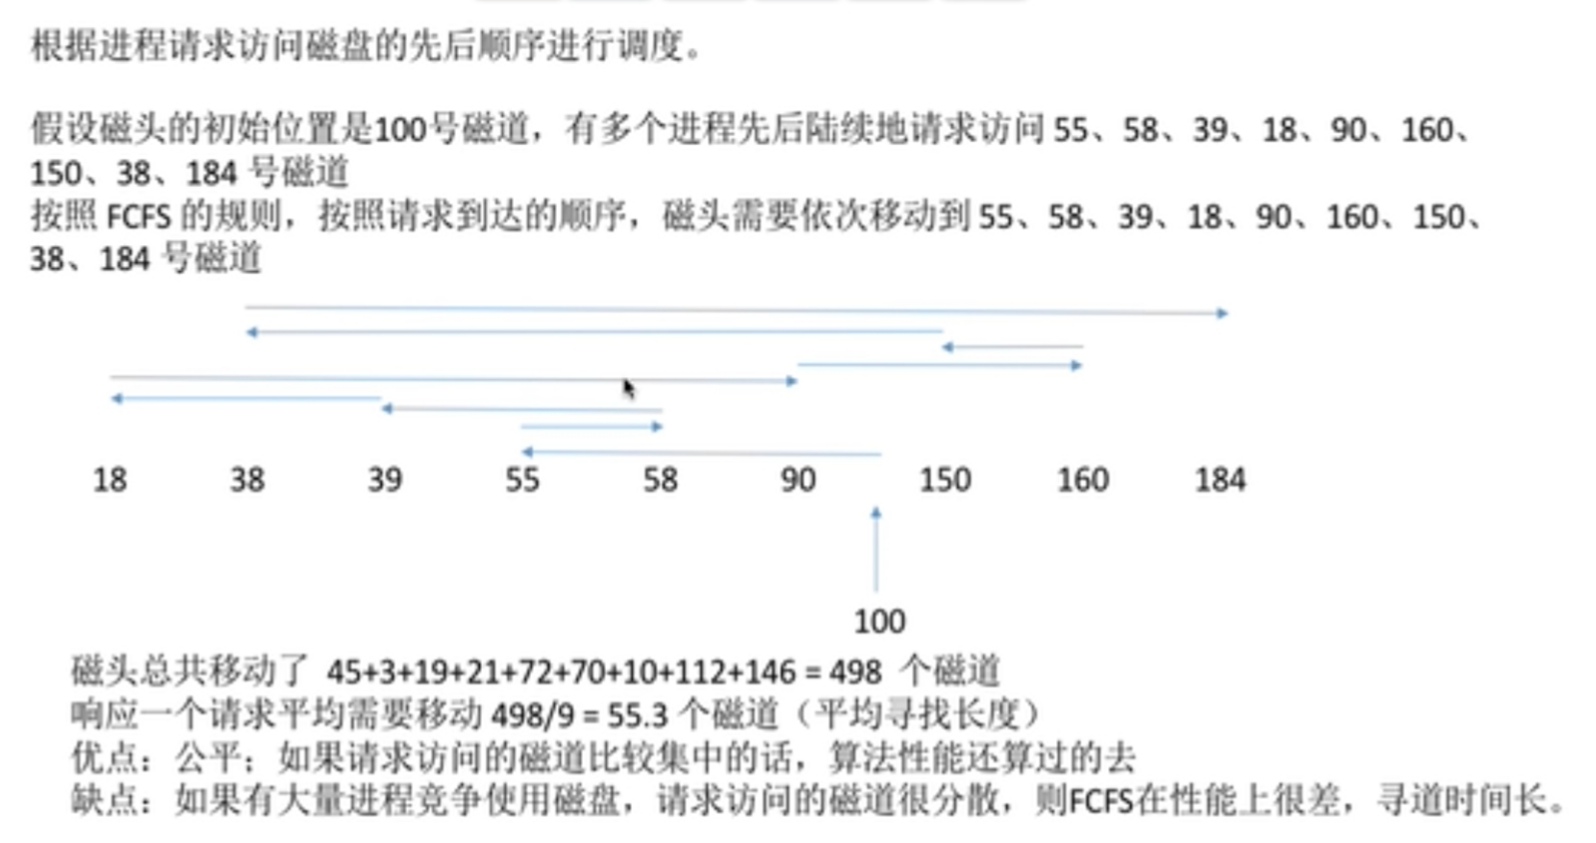 根据进程请求访问磁盘的先后顺序进行调度。
假设磁头的初始位置是100号磁道，有多个进程先后陆续地请求访问 55、58、39、18、90、160、
150、38、184 号磁道
按照 FCFS 的规则，按照请求到达的顺序，磁头需要依次移动到 55、58、39、18、90、160、150、
38、184 号磁道
18 38 39 55 58 90 150 160 184
100
磁头总共移动了 45+3+19+21+72+70+10+112+146 = 498 个磁道
响应一个请求平均需要移动 498/9 = 55.3 个磁道（平均寻找长度）
优点：公平；如果请求访问的磁道比较集中的话，算法性能还算过的去
缺点：如果有大量进程竞争使用磁盘，请求访问的磁道很分散，则FCFS在性能上很差，寻道时间长。